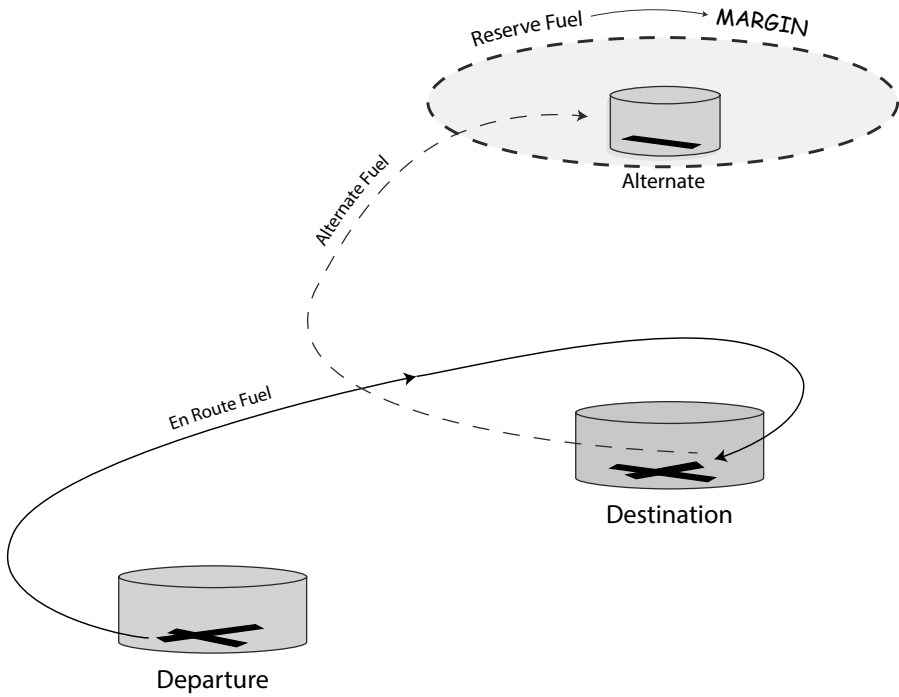 Reserve Fuel
MARGIN
Alternate
Alternate Fuel
En Route Fuel
Destination
Departure